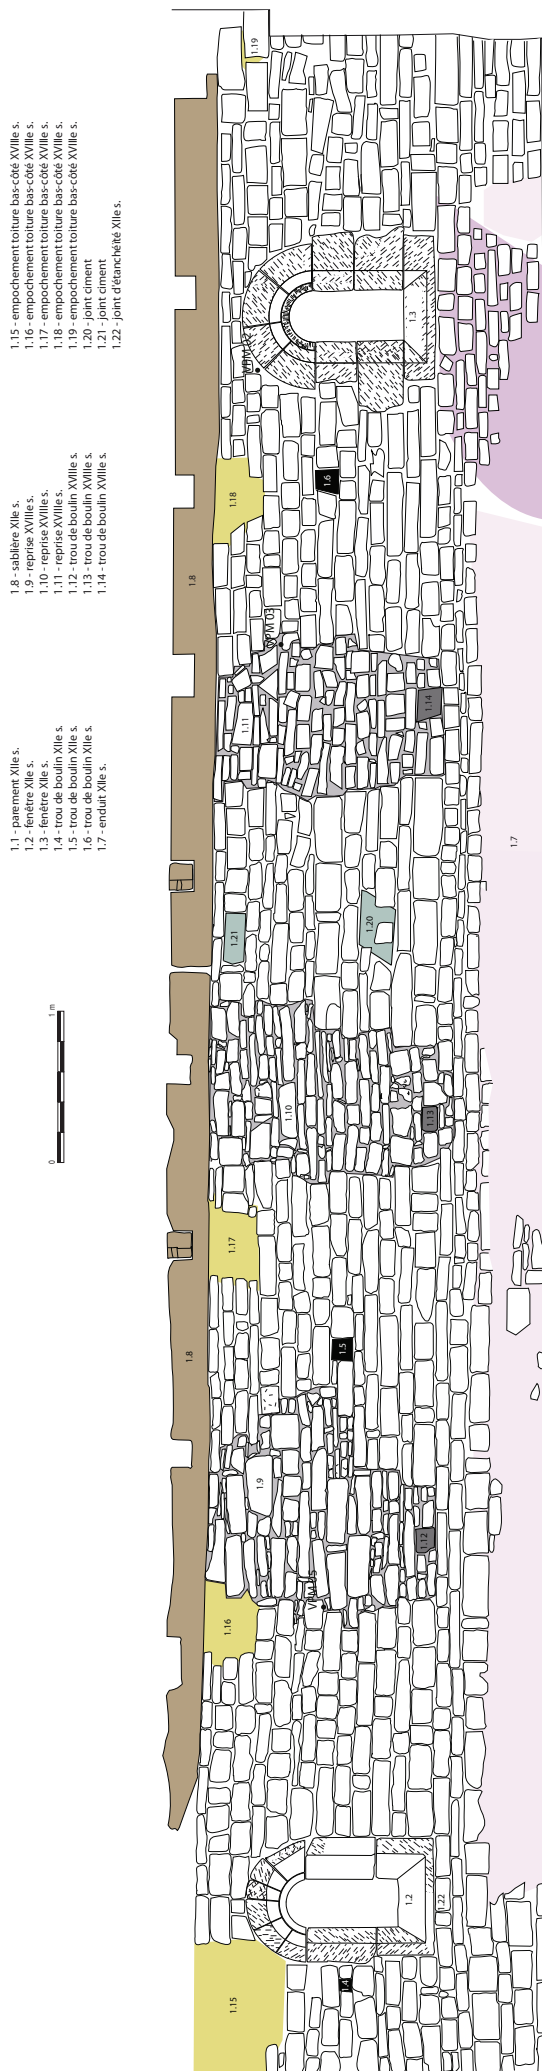 1.1 - parement XIIe s.
1.2 - fenêtre XIIe s.
1.3 - fenêtre XIIe s.
1.4 - trou de boulin XIIe s.
1.5 - trou de boulin XIIe s.
1.6 - trou de boulin XIIe s.
1.7 - enduit XIIe s.
1.8 - sablière XIIe s.
1.9 - reprise XVIIIe s.
1.10 - reprise XVIIIe s.
1.11 - reprise XVIIIe s.
1.12 - trou de boulin XVIIIe s.
1.13 - trou de boulin XVIIIe s.
1.14 - trou de boulin XVIIIe s.
1.15 - empochement toiture bas-côté XVIIIe s.
1.16 - empochement toiture bas-côté XVIIIe s.
1.17 - empochement toiture bas-côté XVIIIe s.
1.18 - empochement toiture bas-côté XVIIIe s.
1.19 - empochement toiture bas-côté XVIIIe s.
1.20 - joint ciment
1.21 - joint ciment
1.22 - joint d'étanchéité XIIe s.
0
1 m
1.8
1.8
1.15
1.16
1.17
1.18
1.19
1.21
1.11
1.10
1.9
VPM 03
VPM 05
1.6
1.5
1.4
1.20
1.14
1.13
1.12
1.3
1.2
1.22
1.7